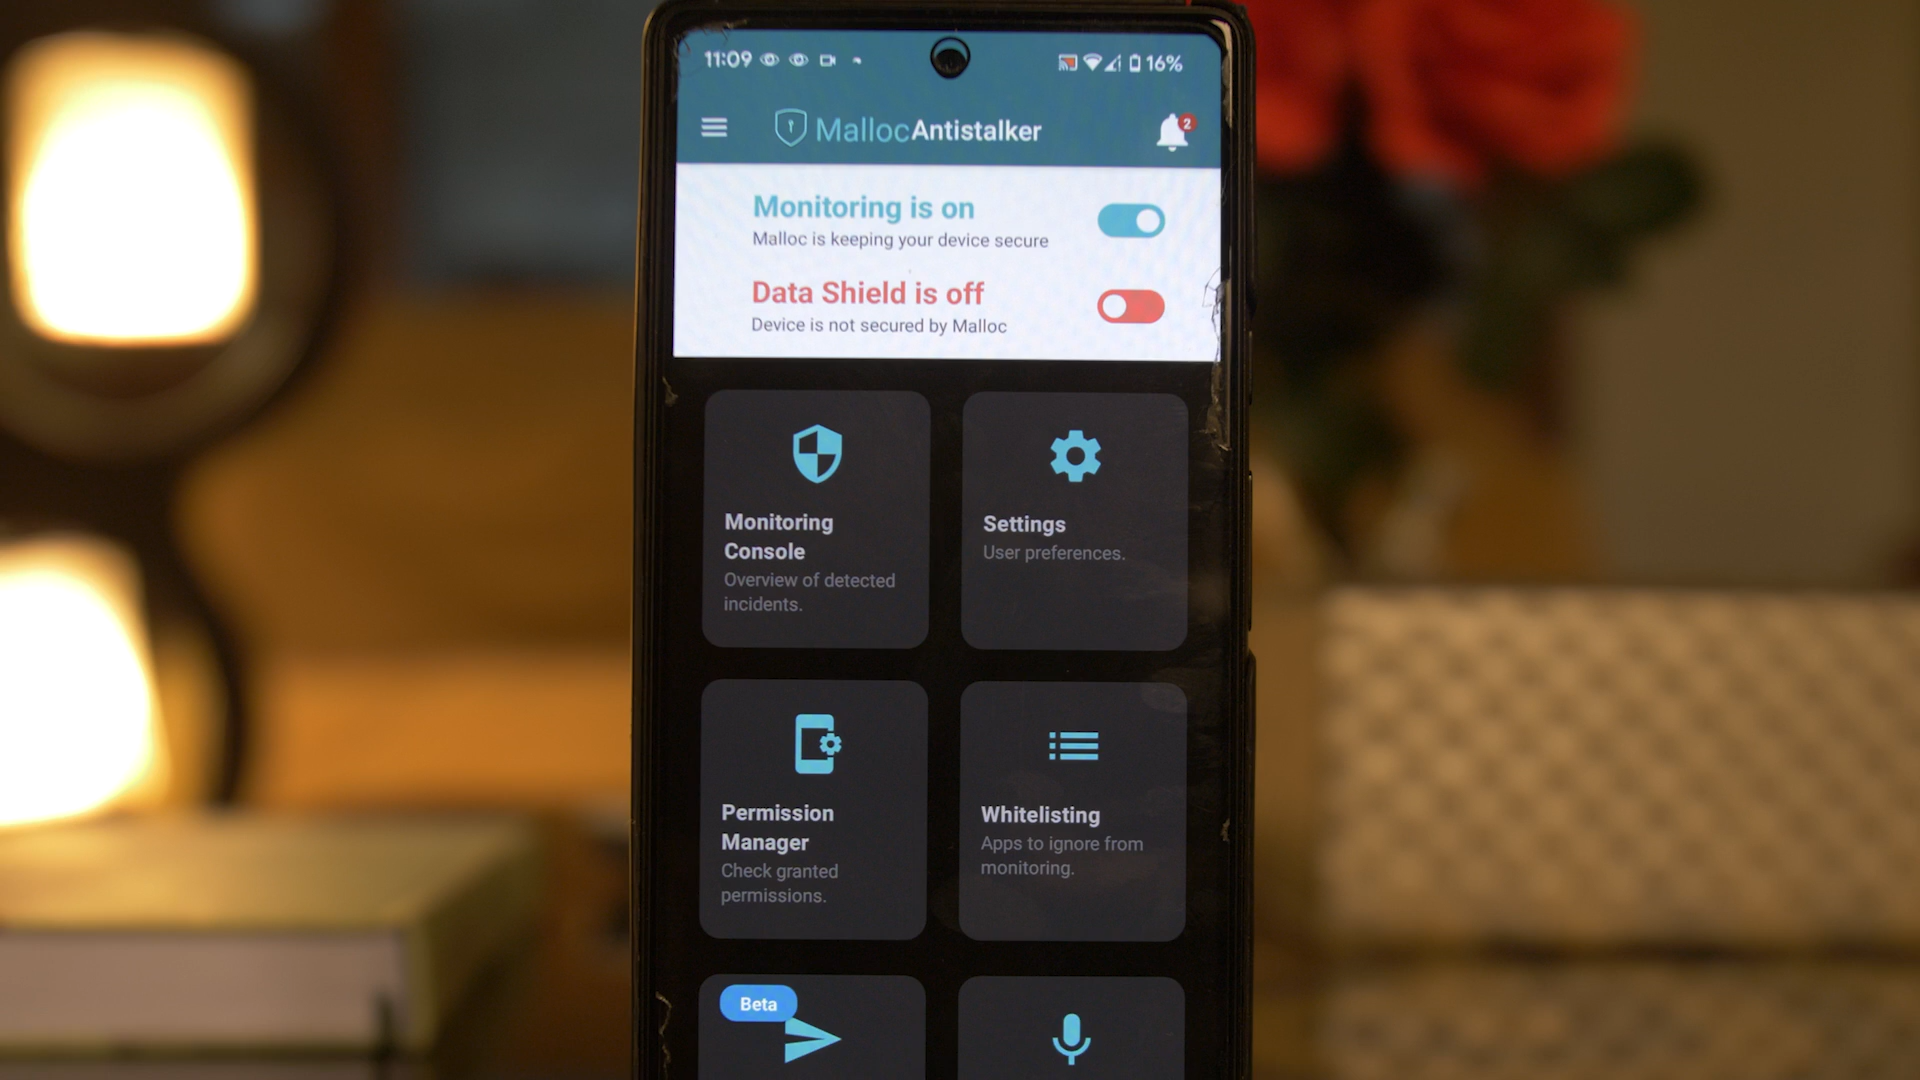 11:09 16%
Malloc Antistalker 2
Monitoring is on
Malloc is keeping your device secure
Data Shield is off
Device is not secured by Malloc
Monitoring
Console
Overview of detected
incidents.
Settings
User preferences.
Permission
Manager
Check granted
permissions.
Whitelisting
Apps to ignore from
monitoring.
Beta